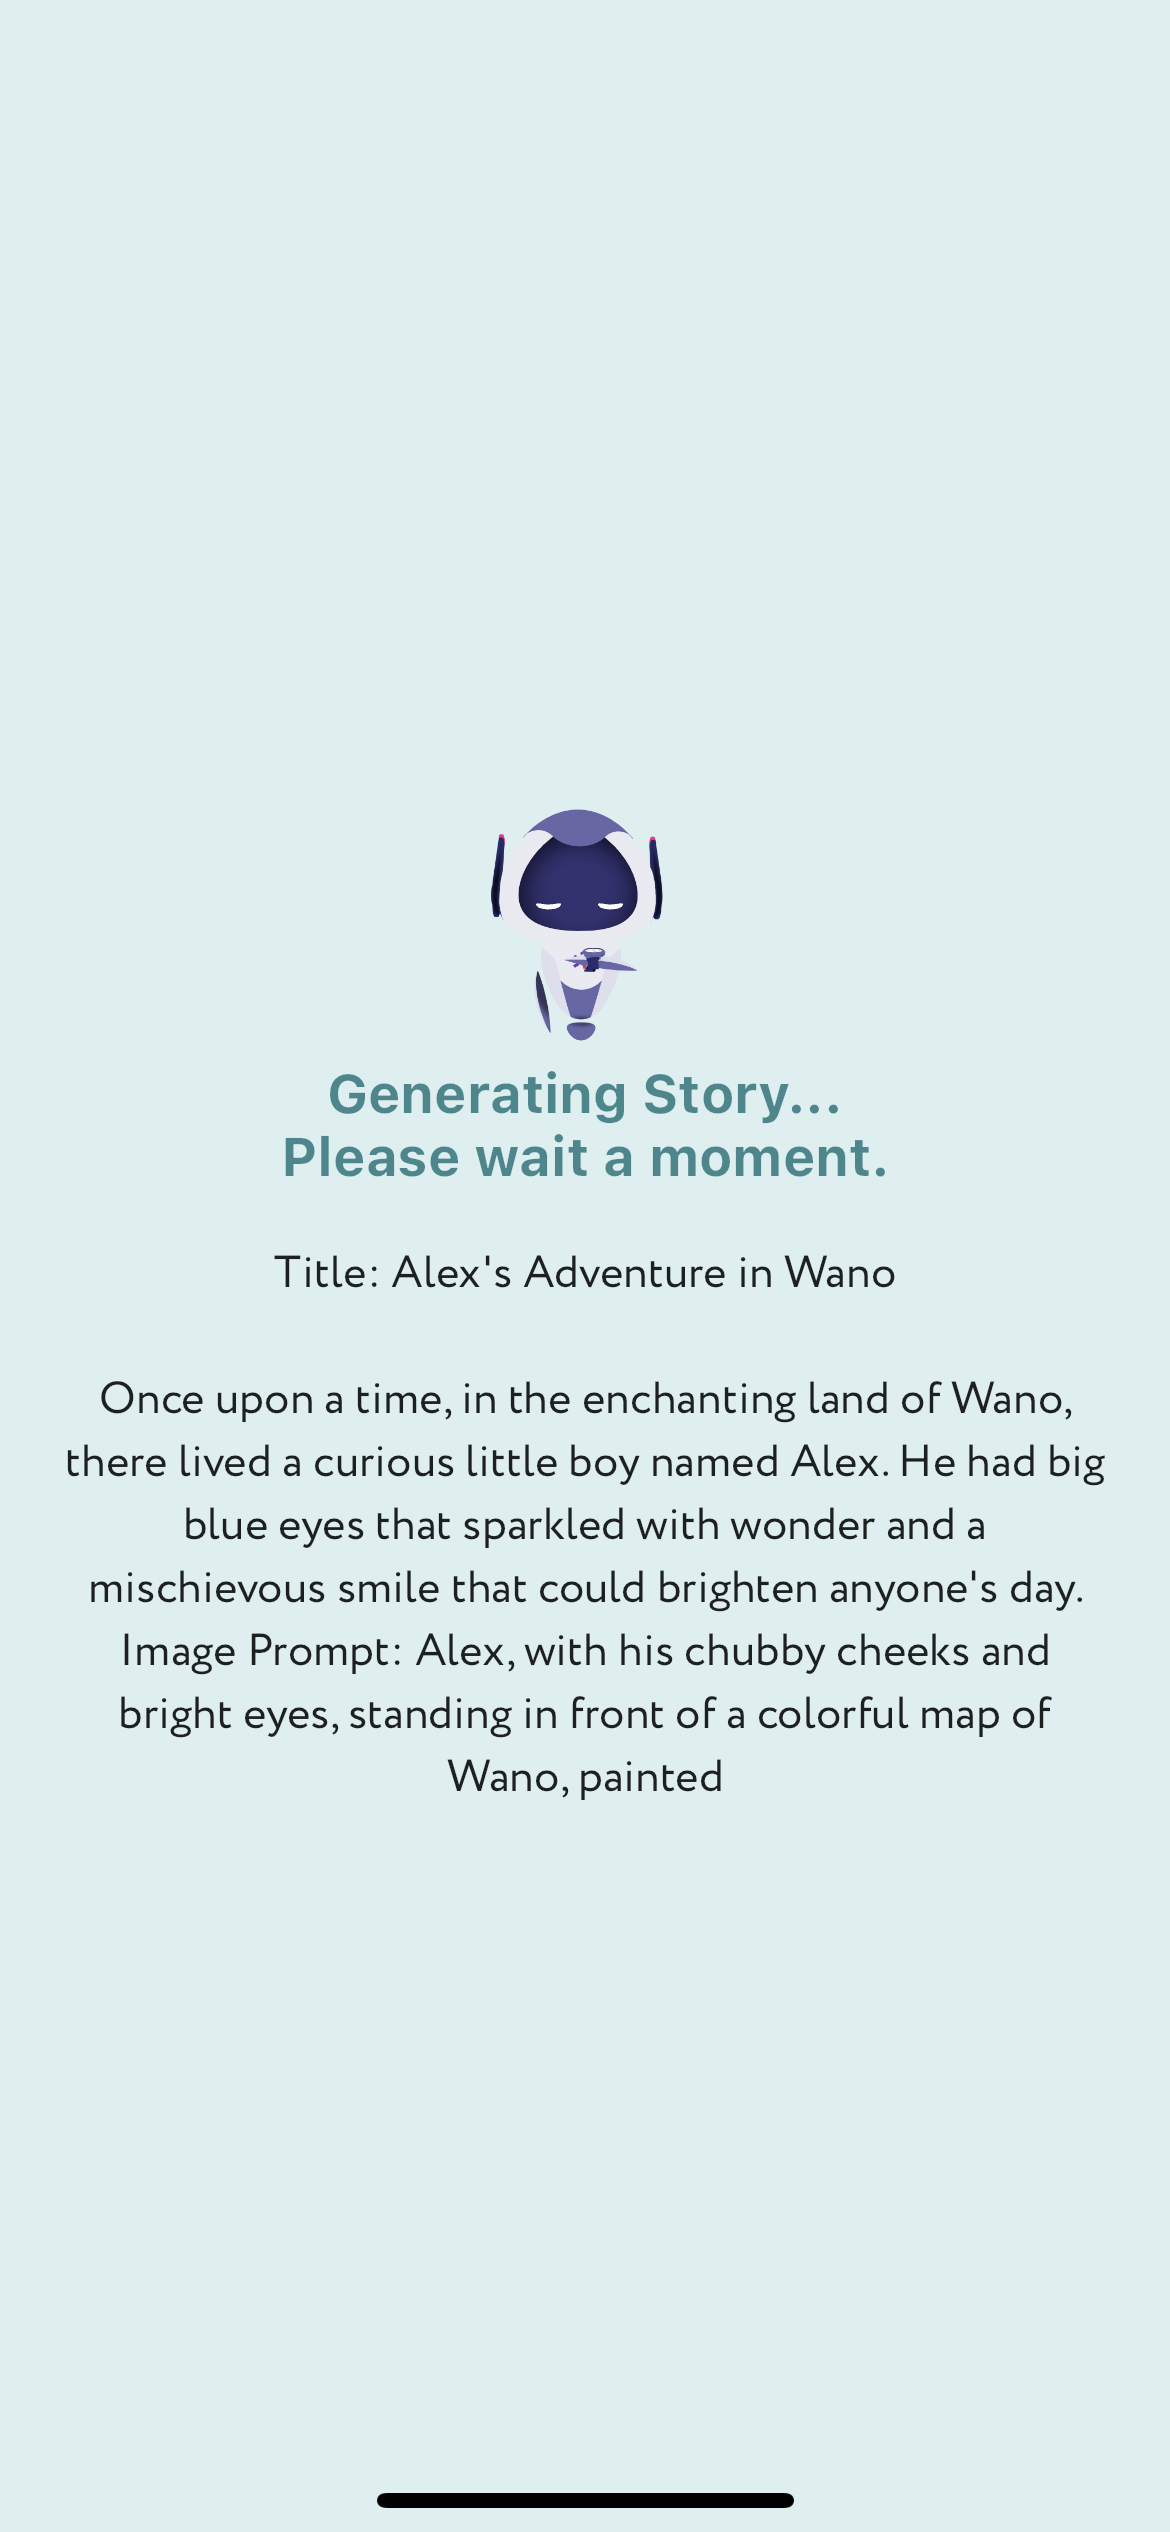 Generating Story...
Please wait a moment.
Title: Alex's Adventure in Wano
Once upon a time, in the enchanting land of Wano,
there lived a curious little boy named Alex. He had big
blue eyes that sparkled with wonder and a
mischievous smile that could brighten anyone's day.
Image Prompt: Alex, with his chubby cheeks and
bright eyes, standing in front of a colorful map of
Wano, painted